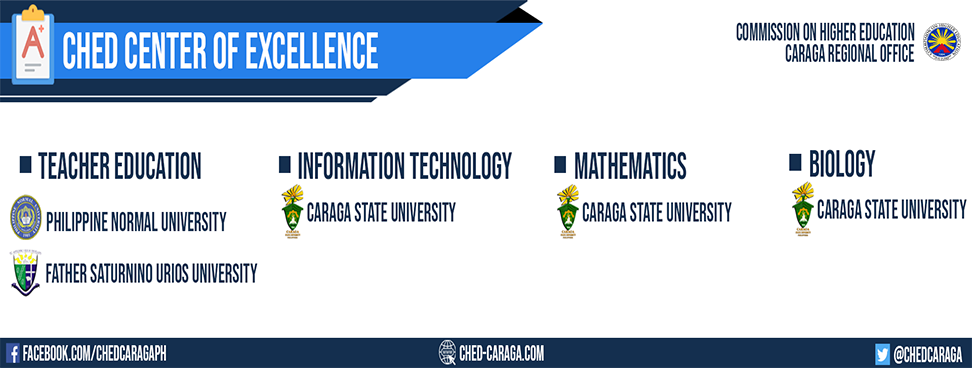 A+
CHED CENTER OF EXCELLENCE
COMMISSION ON HIGHER EDUCATION
CARAGA REGIONAL OFFICE
TEACHER EDUCATION
PHILIPPINE NORMAL UNIVERSITY
FATHER SATURNINO URIOS UNIVERSITY
INFORMATION TECHNOLOGY
CARAGA STATE UNIVERSITY
MATHEMATICS
CARAGA STATE UNIVERSITY
BIOLOGY
CARAGA STATE UNIVERSITY
FACEBOOK.COM/CHEDCARAGAPH
CHED-CARAGA.COM
@CHEDCARAGA